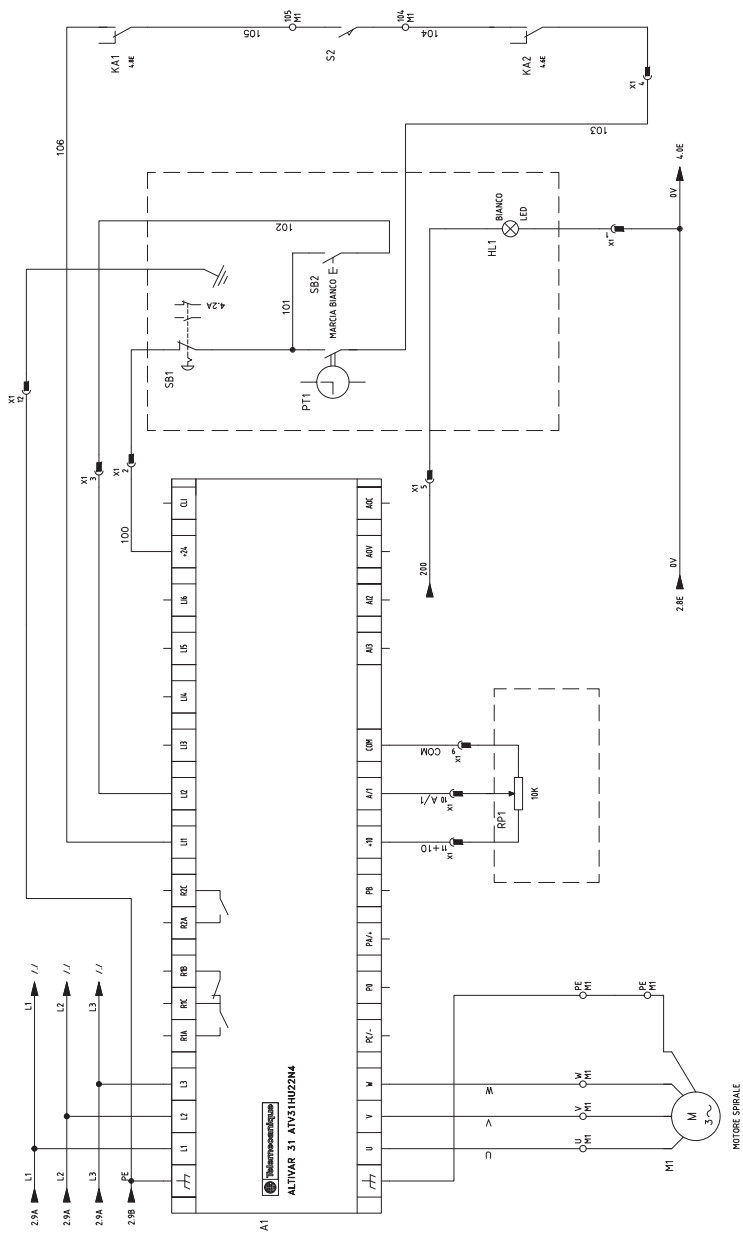 105
M1
104
M1
KA1
4.8E
105
S2
104
KA2
4.6E
X1
4
103
106
102
101
SB2
MARCIA BIANCO
PT1
SB1
4.2A
BIANCO
LED
HL1
X1
1
0V
4.0E
X1
12
X1
3
X1
2
100
X1
5
200
0V
2.8E
CL1
+24
LI6
LI5
LI4
LI3
LI2
LI1
R2C
R2A
R1B
R1C
R1A
L3
L2
L1
AOC
AOV
AI2
AI3
COM
A/1
+10
PB
PA/+
PO
PC/-
W
V
U
COM
9
X1
A/1
10
X1
11+10
X1
RP1
10K
L1
/./
L2
/./
L3
/./
2.9A
L1
2.9A
L2
2.9A
L3
2.9B
PE
Telemecanique
ALTIVAR 31 ATV31HU22N4
A1
PE
M1
PE
M1
W
W
M1
V
V
M1
U
U
M1
M1
M
3~
MOTORE SPIRALE